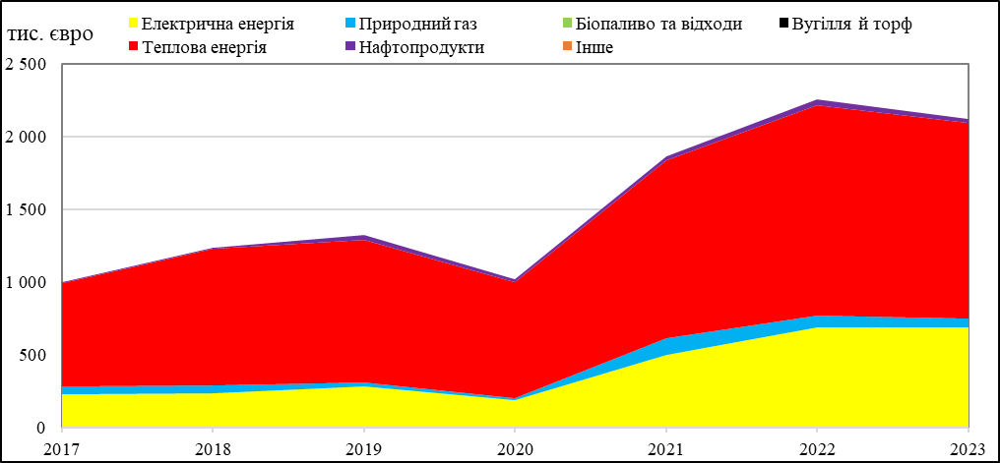 тис. євро
Електрична енергія Природний газ Біопаливо та відходи Вугілля й торф
Теплова енергія Нафтопродукти Інше
2 500
2 000
1 500
1 000
500
0
2017 2018 2019 2020 2021 2022 2023